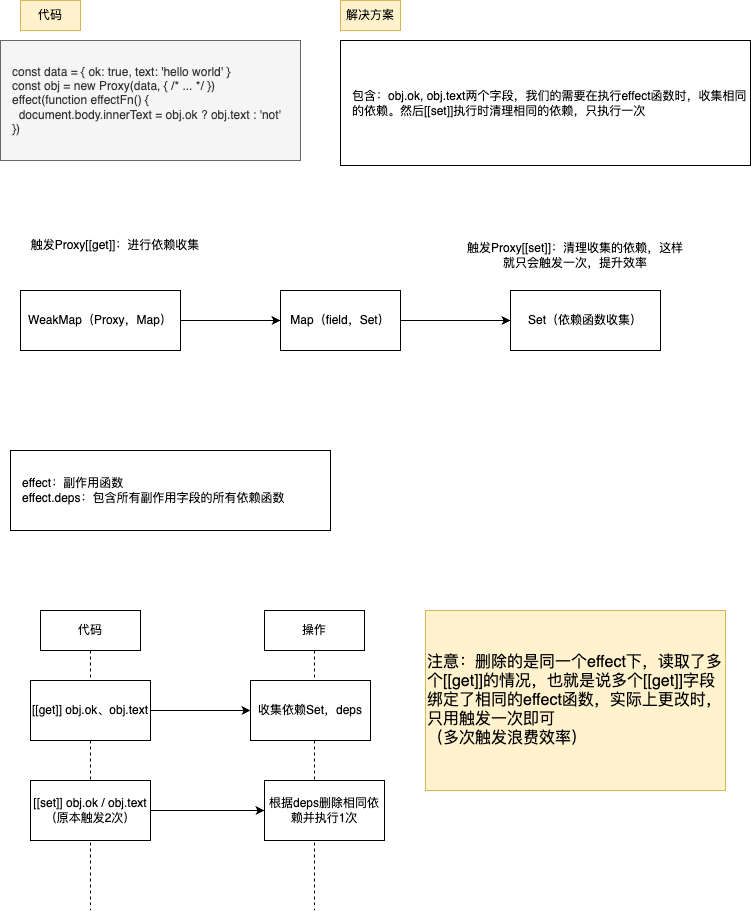 代码
解决方案
const data = { ok: true, text: 'hello world' }
const obj = new Proxy(data, { /* ... */ })
effect(function effectFn() {
  document.body.innerText = obj.ok ? obj.text : 'not'
})
包含：obj.ok, obj.text两个字段，我们的需要在执行effect函数时，收集相同
的依赖。然后[[set]]执行时清理相同的依赖，只执行一次
触发Proxy[[get]]：进行依赖收集
触发Proxy[[set]]：清理收集的依赖，这样
就只会触发一次，提升效率
WeakMap（Proxy，Map）
Map（field，Set）
Set（依赖函数收集）
effect：副作用函数
effect.deps：包含所有副作用字段的所有依赖函数
代码
操作
[[get]] obj.ok、obj.text
收集依赖Set，deps
[[set]] obj.ok / obj.text
（原本触发2次）
根据deps删除相同依
赖并执行1次
注意：删除的是同一个effect下，读取了多
个[[get]]的情况，也就是说多个[[get]]字段
绑定了相同的effect函数，实际上更改时，
只用触发一次即可
（多次触发浪费效率）